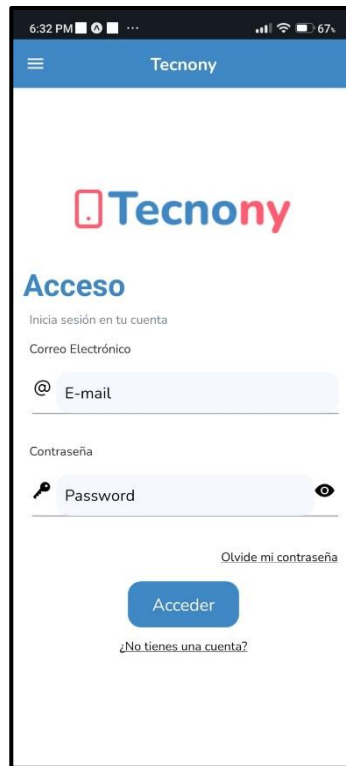 6:32 PM ... 67%
Tecnony
Tecnony
Acceso
Inicia sesión en tu cuenta
Correo Electrónico
@ E-mail
Contraseña
Password
Olvide mi contraseña
Acceder
¿No tienes una cuenta?